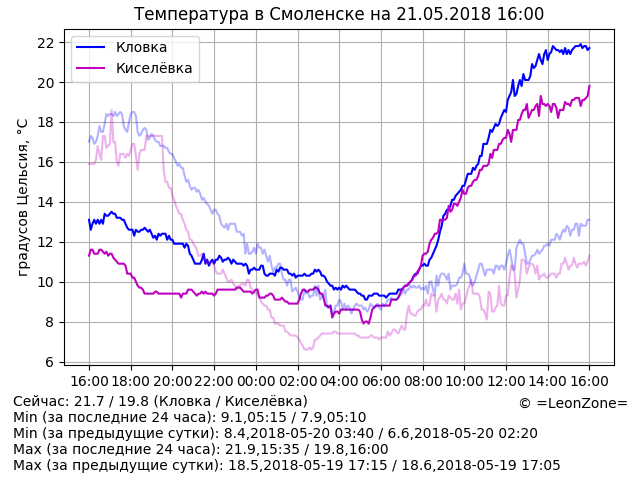 Температура в Смоленске на 21.05.2018 16:00
Кловка
Киселёвка
градусов Цельсия, °C
22
20
18
16
14
12
10
8
6
16:00 18:00 20:00 22:00 00:00 02:00 04:00 06:00 08:00 10:00 12:00 14:00 16:00
Сейчас: 21.7 / 19.8 (Кловка / Киселёвка)
© =LeonZone=
Min (за последние 24 часа): 9.1,05:15 / 7.9,05:10
Min (за предыдущие сутки): 8.4,2018-05-20 03:40 / 6.6,2018-05-20 02:20
Max (за последние 24 часа): 21.9,15:35 / 19.8,16:00
Max (за предыдущие сутки): 18.5,2018-05-19 17:15 / 18.6,2018-05-19 17:05